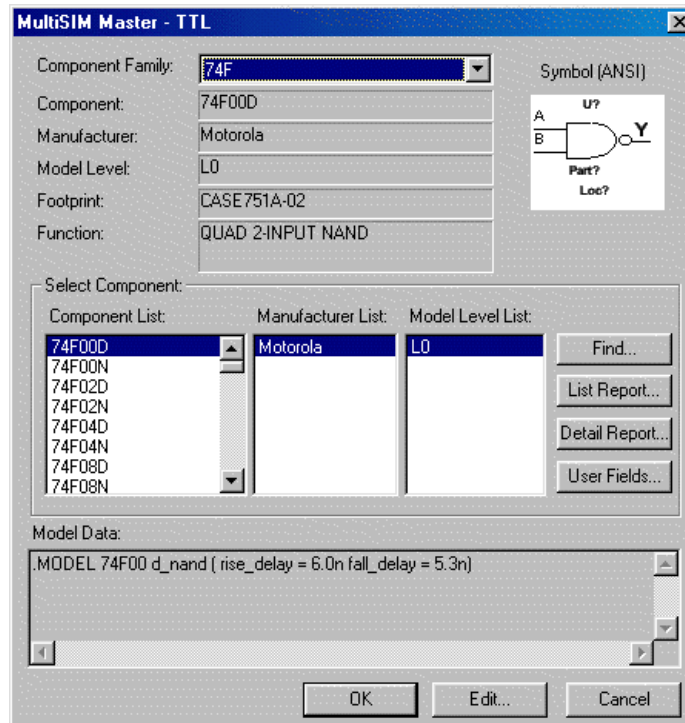 MultiSIM Master - TTL
Component Family: 74F
Symbol (ANSI)
Component: 74F00D
Manufacturer: Motorola
Model Level: L0
Footprint: CASE751A-02
Function: QUAD 2-INPUT NAND
U?
A
B
Y
Part?
Loc?
Select Component:
Component List: Manufacturer List: Model Level List:
74F00D Motorola L0
74F00N
74F02D
74F02N
74F04D
74F04N
74F08D
74F08N
Find...
List Report...
Detail Report...
User Fields...
Model Data:
.MODEL 74F00 d_nand ( rise_delay = 6.0n fall_delay = 5.3n)
OK Edit... Cancel